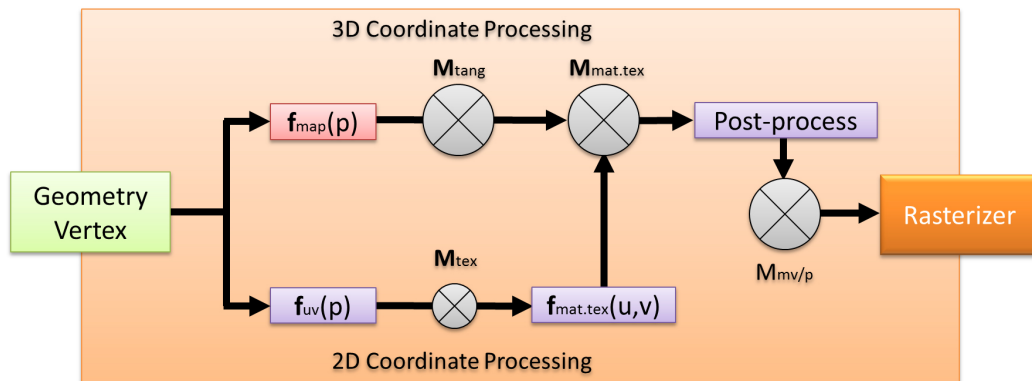 3D Coordinate Processing
Mtang
Mmat.tex
fmap(p)
Post-process
Geometry
Vertex
Rasterizer
Mtex
Mmv/p
fuv(p)
fmat.tex(u,v)
2D Coordinate Processing